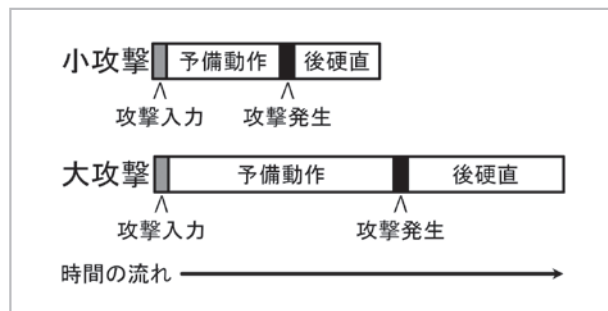 小攻撃 予備動作 後硬直
攻撃入力 攻撃発生
大攻撃 予備動作 後硬直
攻撃入力 攻撃発生
時間の流れ